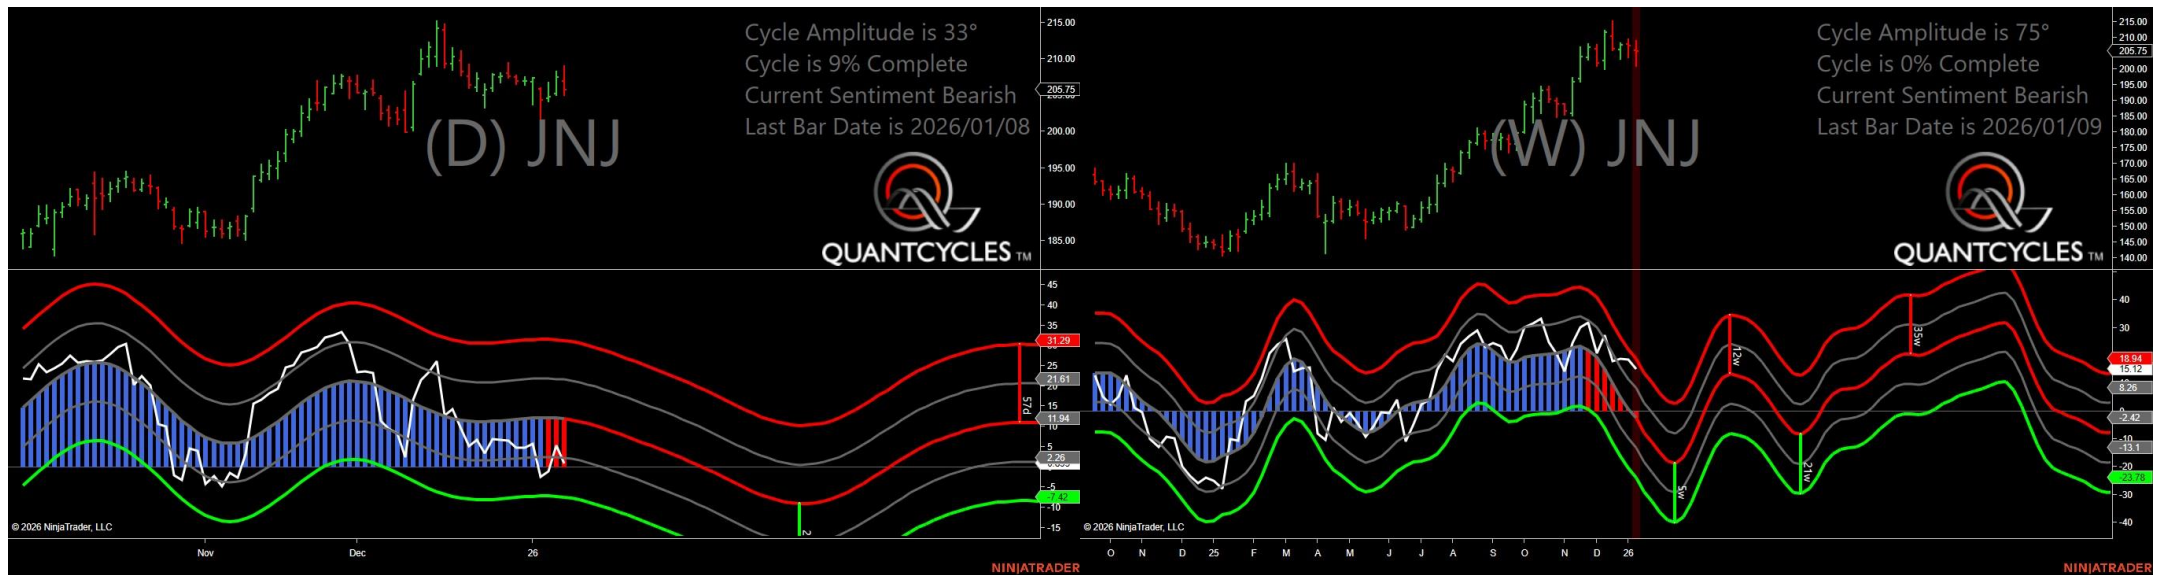 Cycle Amplitude is 33°
Cycle is 9% Complete
Current Sentiment Bearish
Last Bar Date is 2026/01/08
(D) JNJ
QUANTCYCLES TM
215.00
210.00
205.75
200.00
195.00
190.00
185.00
45
40
35
31.29
21.61
20
15
11.94
10
5
2.26
-5
-7.42
-10
-15
57d
2
© 2026 NinjaTrader, LLC
Nov
Dec
26
NINJATRADER
Cycle Amplitude is 75°
Cycle is 0% Complete
Current Sentiment Bearish
Last Bar Date is 2026/01/09
(W) JNJ
QUANTCYCLES TM
215.00
210.00
205.75
200.00
195.00
190.00
185.00
180.00
175.00
170.00
165.00
160.00
155.00
150.00
145.00
140.00
40
30
18.94
15.12
8.26
-2.42
-10
-13.1
-20
-23.78
-30
-40
5w
12w
21w
35w
© 2026 NinjaTrader, LLC
O N D 25 F M A M J J A S O N D 26
NINJATRADER